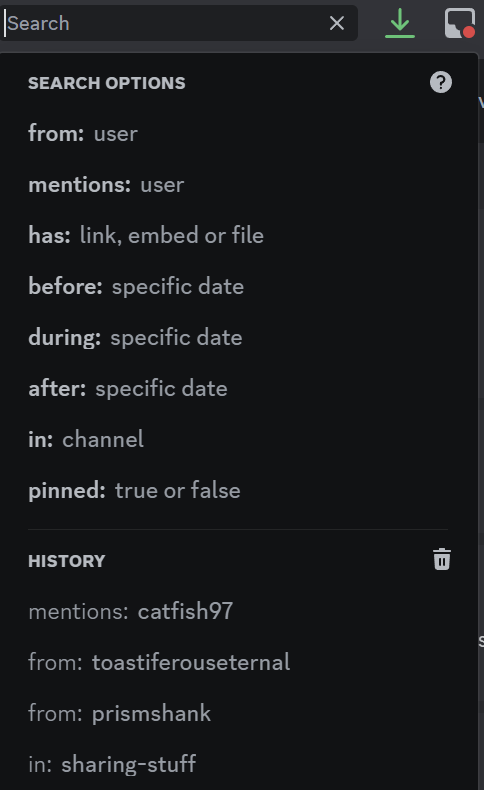 Search
SEARCH OPTIONS
from: user
mentions: user
has: link, embed or file
before: specific date
during: specific date
after: specific date
in: channel
pinned: true or false
HISTORY
mentions: catfish97
from: toastiferouseternal
from: prismshank
in: sharing-stuff